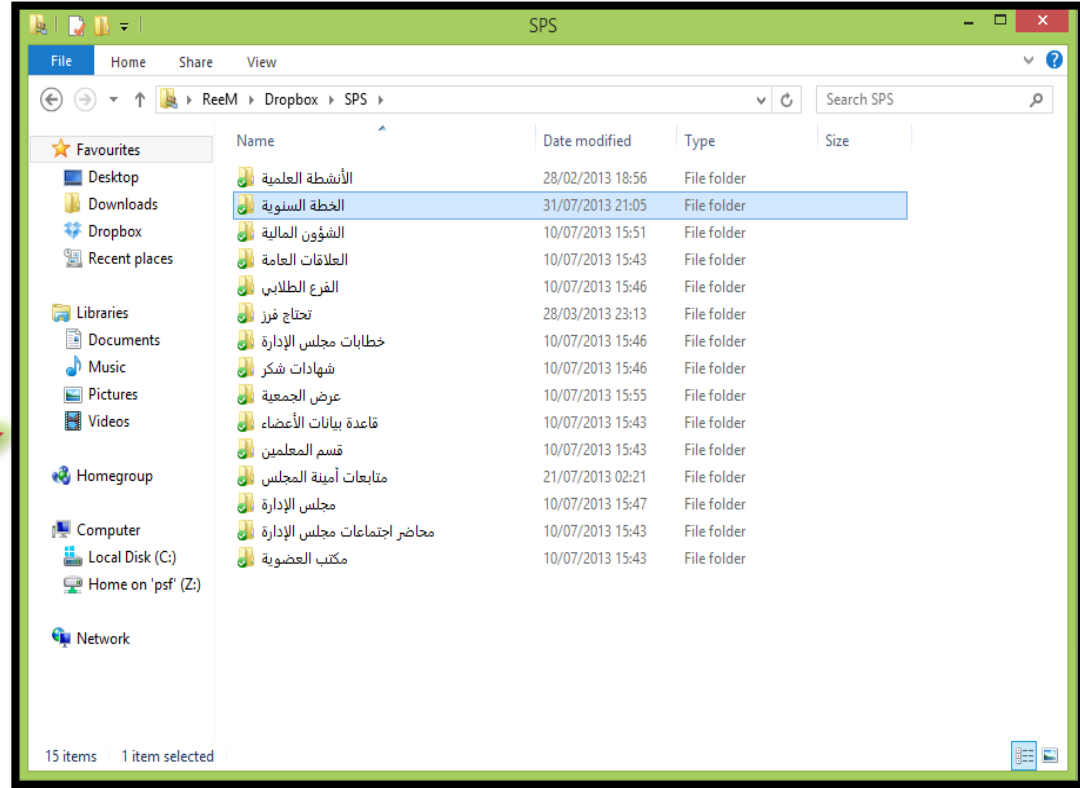 SPS
File Home Share View
ReeM Dropbox SPS
Search SPS
Favourites
Desktop
Downloads
Dropbox
Recent places
Libraries
Documents
Music
Pictures
Videos
Homegroup
Computer
Local Disk (C:)
Home on 'psf' (Z:)
Network
Name Date modified Type Size
الأنشطة العلمية 28/02/2013 18:56 File folder
الخطة السنوية 31/07/2013 21:05 File folder
الشؤون المالية 10/07/2013 15:51 File folder
العلاقات العامة 10/07/2013 15:43 File folder
الفرع الطلابي 10/07/2013 15:46 File folder
تحتاج فرز 28/03/2013 23:13 File folder
خطابات مجلس الإدارة 10/07/2013 15:46 File folder
شهادات شكر 10/07/2013 15:46 File folder
عرض الجمعية 10/07/2013 15:55 File folder
قاعدة بيانات الأعضاء 10/07/2013 15:43 File folder
قسم المعلمين 10/07/2013 15:43 File folder
متابعات أمينة المجلس 21/07/2013 02:21 File folder
مجلس الإدارة 10/07/2013 15:47 File folder
محاضر اجتماعات مجلس الإدارة 10/07/2013 15:43 File folder
مكتب العضوية 10/07/2013 15:43 File folder
15 items 1 item selected